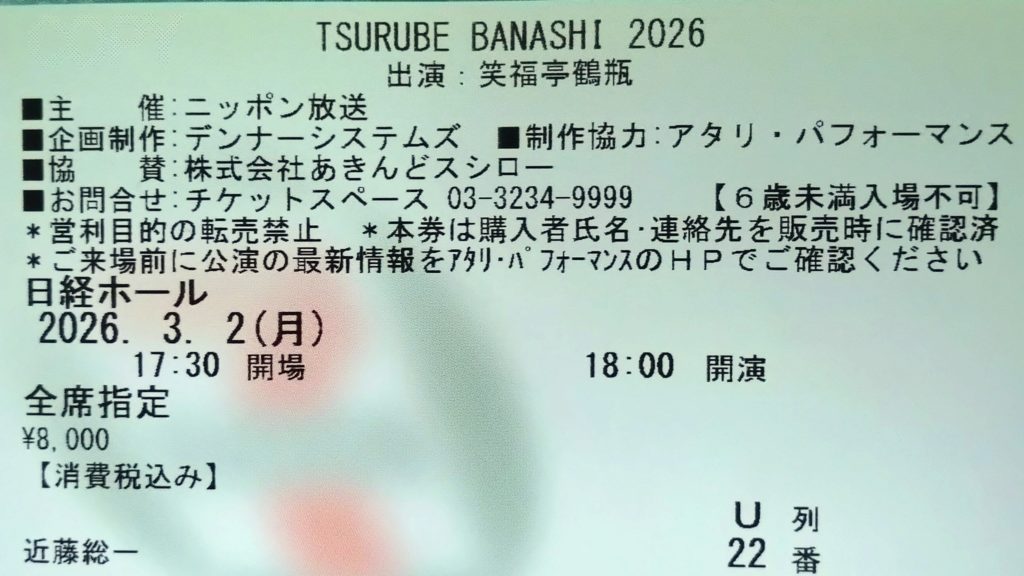 TSURUBE BANASHI 2026
出演：笑福亭鶴瓶
■主　　催:ニッポン放送
■企画制作:デンナーシステムズ　■制作協力:アタリ・パフォーマンス
■協　　賛:株式会社あきんどスシロー
■お問合せ:チケットスペース 03-3234-9999　【６歳未満入場不可】
＊営利目的の転売禁止　＊本券は購入者氏名･連絡先を販売時に確認済
＊ご来場前に公演の最新情報をｱﾀﾘ･ﾊﾟﾌｫｰﾏﾝｽのＨＰでご確認ください
日経ホール
2026. 3. 2(月)
17:30 開場　18:00 開演
全席指定
¥8,000
【消費税込み】
U 列
22 番
近藤総一